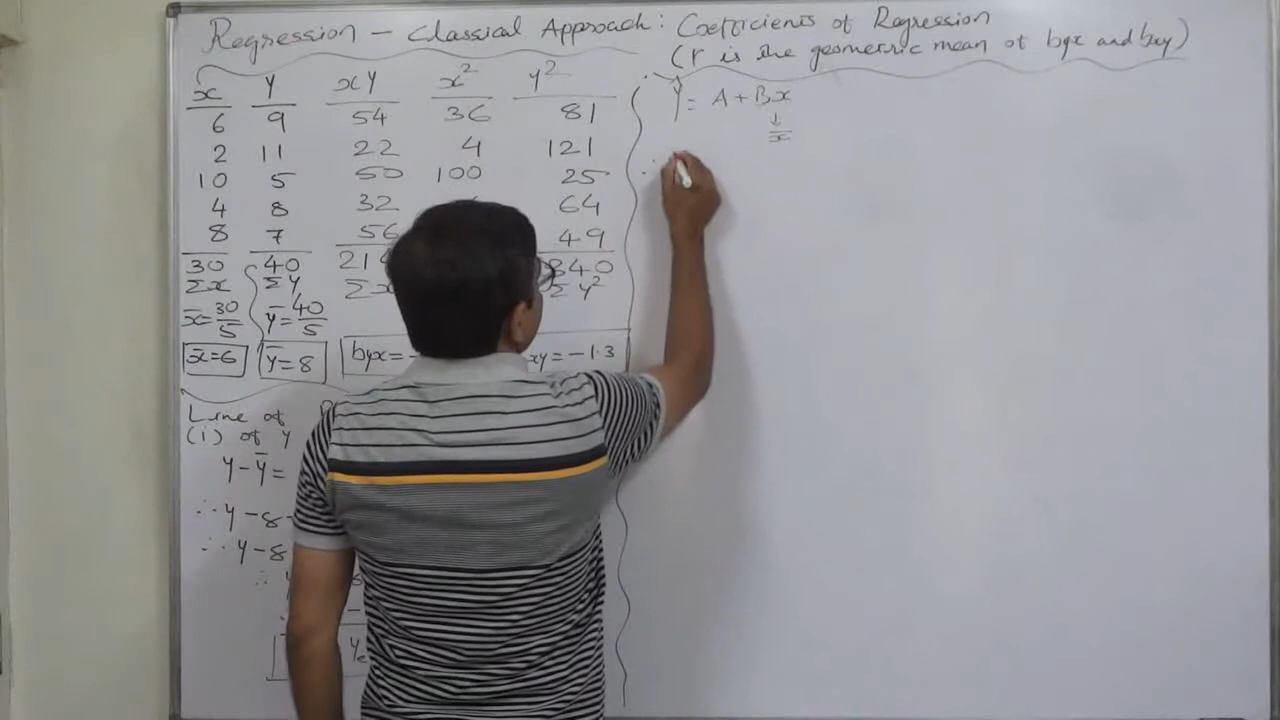 Regression - Classical Approach: Coefficients of Regression
(r is the geometric mean of byx and bxy)
x y xy x² y²
6 9 54 36 81
2 11 22 4 121
10 5 50 100 25
4 8 32 64
8 7 56 49
30 40 340
Σx Σy Σy²
x̄=30/5 ȳ=40/5
x̄=6 ȳ=8 byx= xy=-1.3
Line of
(i) of y
y-ȳ=
∴ y-8
∴ y-8
∴
∴ Y = A + Bx
↓
x